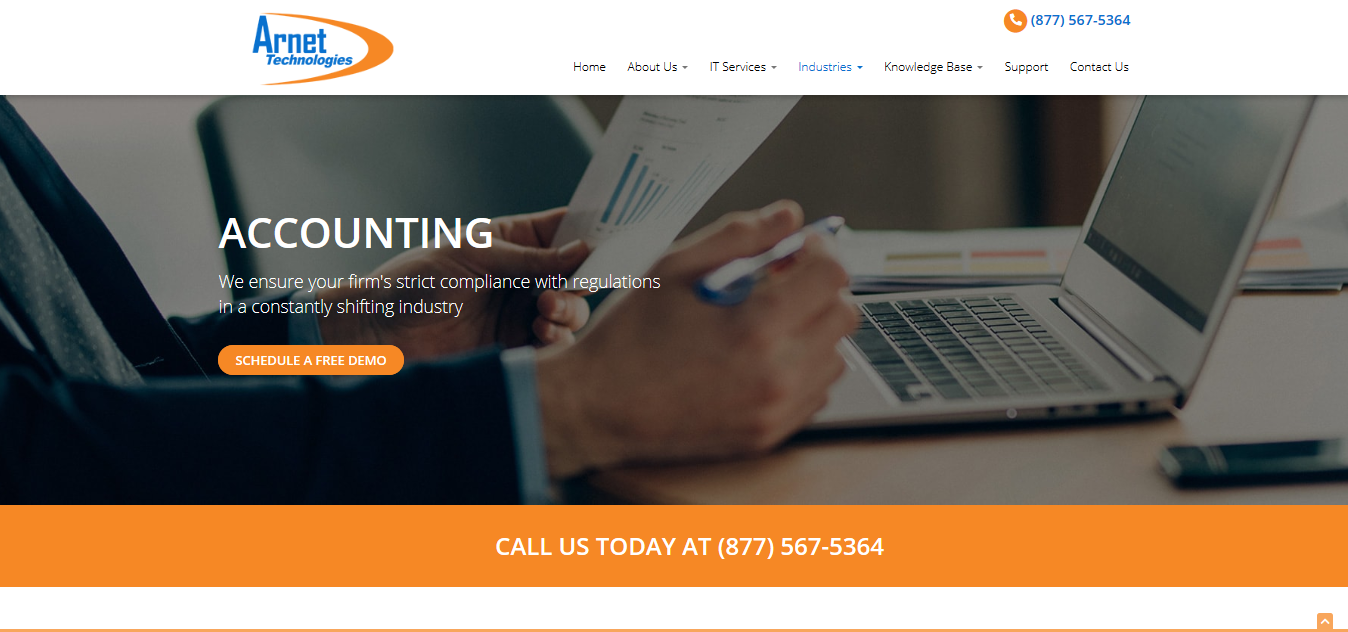 Arnet
Technologies
(877) 567-5364
Home About Us IT Services Industries Knowledge Base Support Contact Us
ACCOUNTING
We ensure your firm's strict compliance with regulations
in a constantly shifting industry
SCHEDULE A FREE DEMO
CALL US TODAY AT (877) 567-5364